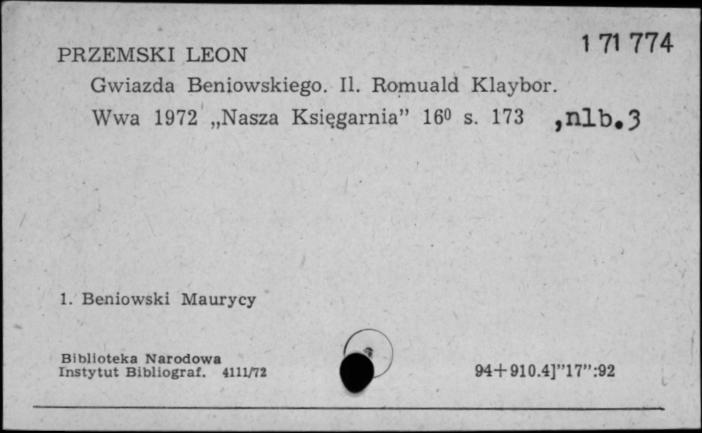 1 71 774
PRZEMSKI LEON
Gwiazda Beniowskiego. Il. Romuald Klaybor.
Wwa 1972 „Nasza Księgarnia” 16⁰ s. 173 ,nlb.3
1. Beniowski Maurycy
Biblioteka Narodowa
Instytut Bibliograf. 4111/72
94+910.4]”17”:92